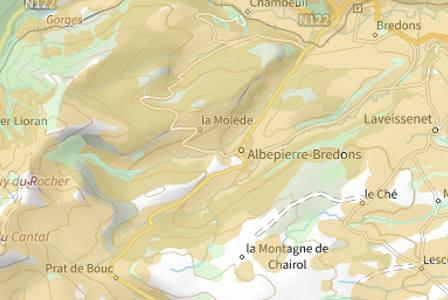 N122
Gorges
Chambeuil
N122
Bredons
er Lioran
la Molède
Laveissenet
Albepierre-Bredons
uy du Rocher
le Ché
u Cantal
la Montagne de
Chairol
Prat de Bouc
Lesc